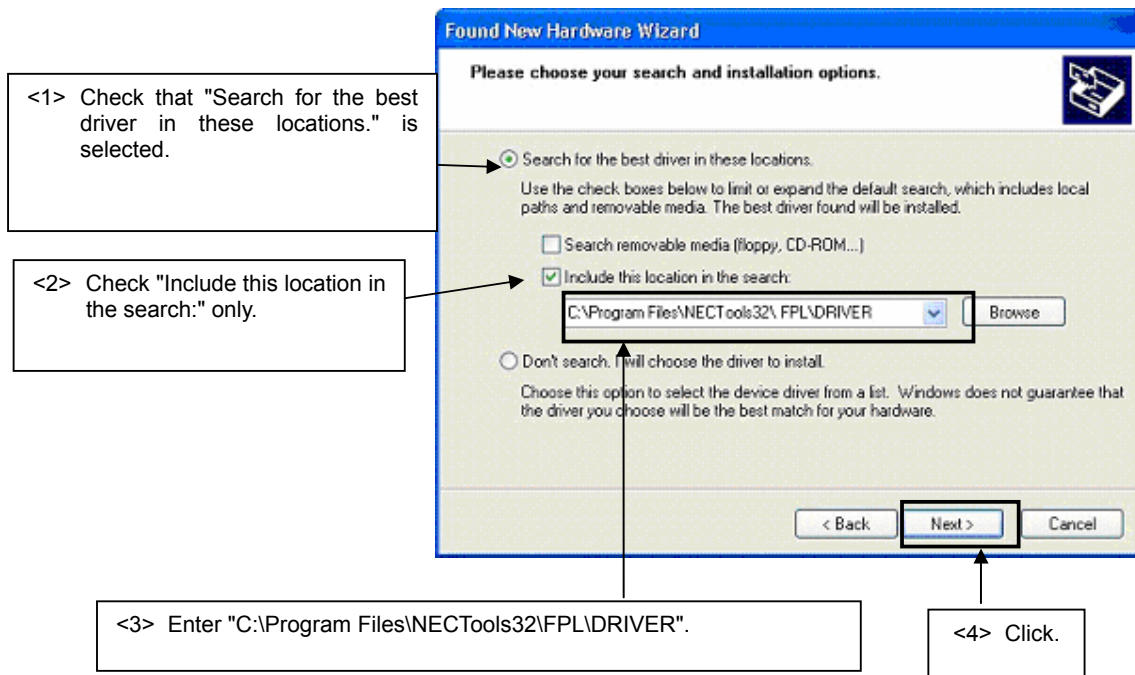 Found New Hardware Wizard
Please choose your search and installation options.
<1> Check that "Search for the best
driver in these locations." is
selected.
Search for the best driver in these locations.
Use the check boxes below to limit or expand the default search, which includes local
paths and removable media. The best driver found will be installed.
Search removable media (floppy, CD-ROM...)
<2> Check "Include this location in
the search:" only.
Include this location in the search:
C:\Program Files\NECTools32\ FPL\DRIVER
Browse
Don't search. I will choose the driver to install.
Choose this option to select the device driver from a list. Windows does not guarantee that
the driver you choose will be the best match for your hardware.
< Back
Next >
Cancel
<3> Enter "C:\Program Files\NECTools32\FPL\DRIVER".
<4> Click.